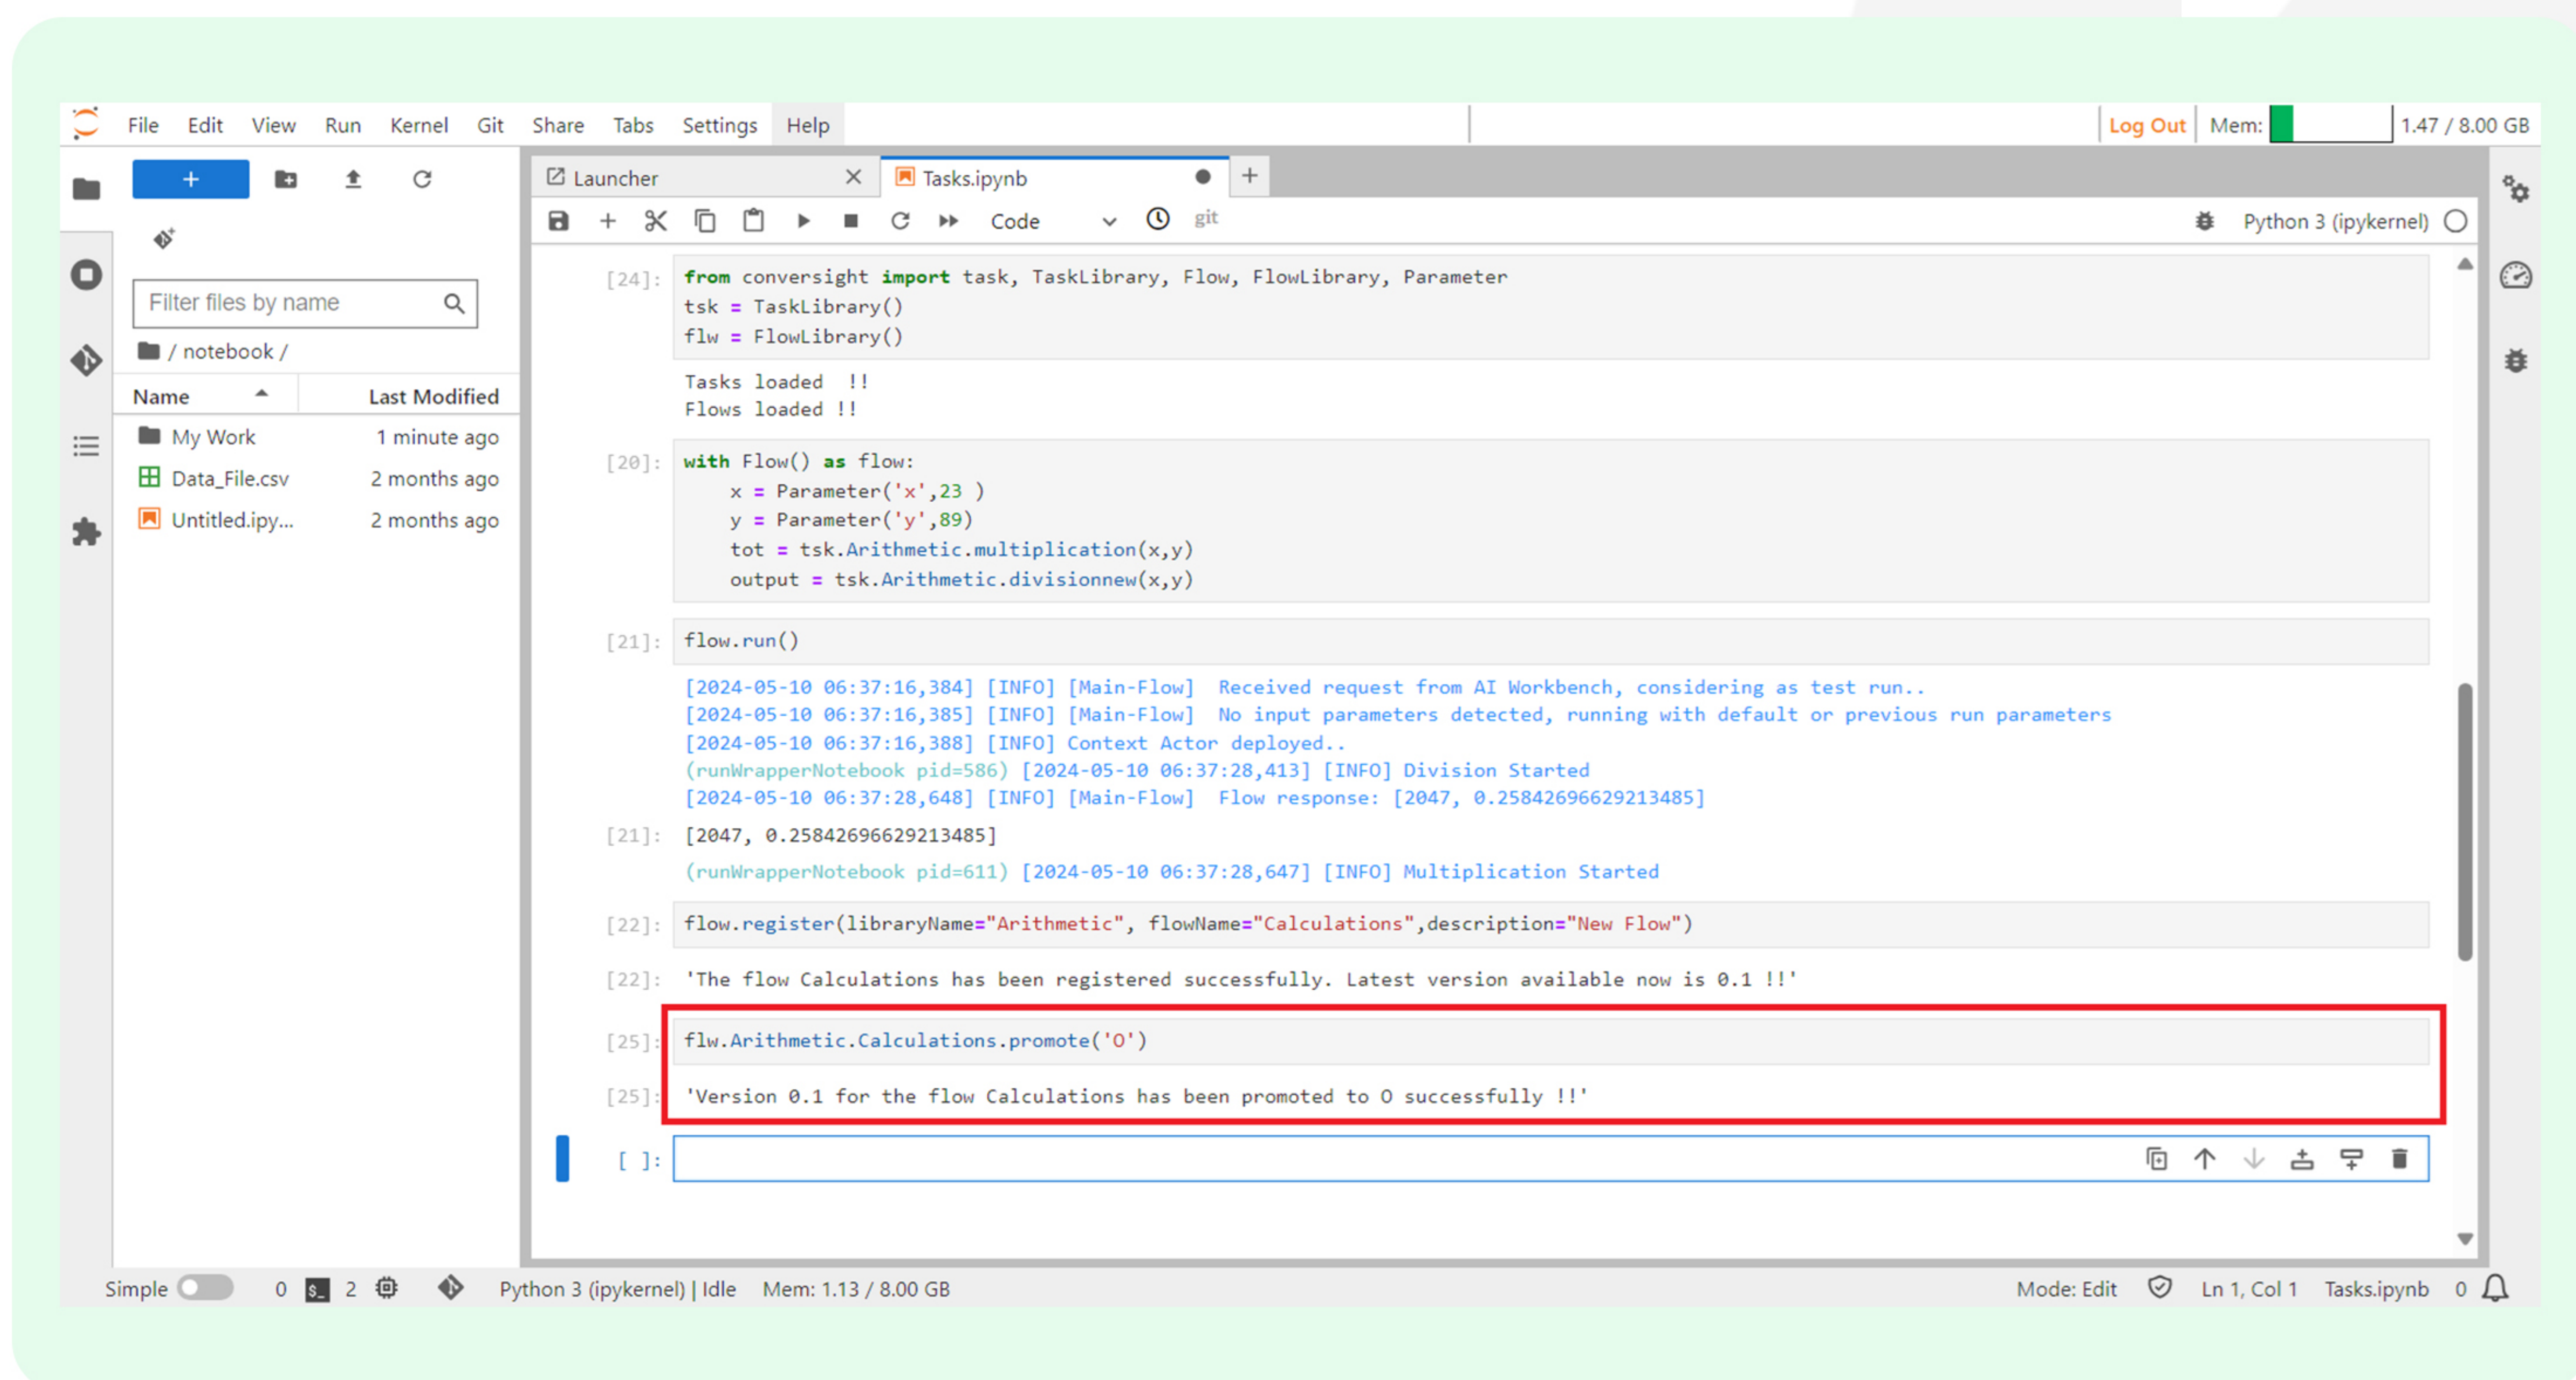 File Edit View Run Kernel Git Share Tabs Settings Help
Log Out Mem: 1.47 / 8.00 GB
+
Launcher
Tasks.ipynb
+
Code
git
Python 3 (ipykernel)
Filter files by name
/ notebook /
Name Last Modified
My Work 1 minute ago
Data_File.csv 2 months ago
Untitled.ipy... 2 months ago
[24]: from conversight import task, TaskLibrary, Flow, FlowLibrary, Parameter
tsk = TaskLibrary()
flw = FlowLibrary()
Tasks loaded  !!
Flows loaded !!
[20]: with Flow() as flow:
    x = Parameter('x',23 )
    y = Parameter('y',89)
    tot = tsk.Arithmetic.multiplication(x,y)
    output = tsk.Arithmetic.divisionnew(x,y)
[21]: flow.run()
[2024-05-10 06:37:16,384] [INFO] [Main-Flow]  Received request from AI Workbench, considering as test run..
[2024-05-10 06:37:16,385] [INFO] [Main-Flow]  No input parameters detected, running with default or previous run parameters
[2024-05-10 06:37:16,388] [INFO] Context Actor deployed..
(runWrapperNotebook pid=586) [2024-05-10 06:37:28,413] [INFO] Division Started
[2024-05-10 06:37:28,648] [INFO] [Main-Flow]  Flow response: [2047, 0.25842696629213485]
[21]: [2047, 0.25842696629213485]
(runWrapperNotebook pid=611) [2024-05-10 06:37:28,647] [INFO] Multiplication Started
[22]: flow.register(libraryName="Arithmetic", flowName="Calculations",description="New Flow")
[22]: 'The flow Calculations has been registered successfully. Latest version available now is 0.1 !!'
[25]: flw.Arithmetic.Calculations.promote('O')
[25]: 'Version 0.1 for the flow Calculations has been promoted to O successfully !!'
[ ]:
Simple 0 $_ 2 Python 3 (ipykernel) | Idle Mem: 1.13 / 8.00 GB
Mode: Edit Ln 1, Col 1 Tasks.ipynb 0